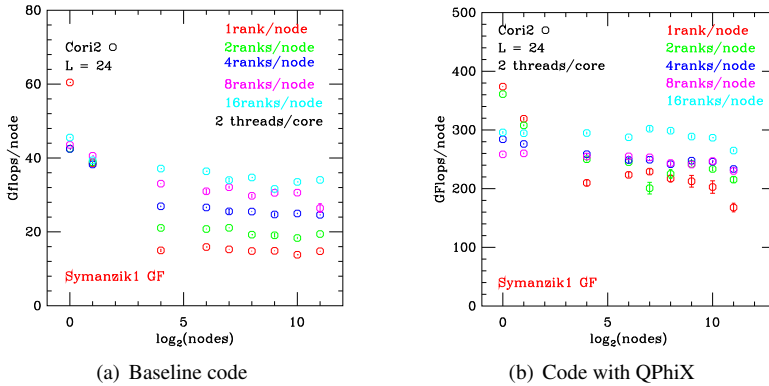 80
60
40
20
0
Gflops/node
Cori2
L = 24
1rank/node
2ranks/node
4ranks/node
8ranks/node
16ranks/node
2 threads/core
Symanzik1 GF
0
5
10
log2(nodes)
(a) Baseline code
500
400
300
200
100
0
GFlops/node
Cori2
L = 24
2 threads/core
1rank/node
2ranks/node
4ranks/node
8ranks/node
16ranks/node
Symanzik1 GF
0
5
10
log2(nodes)
(b) Code with QPhiX